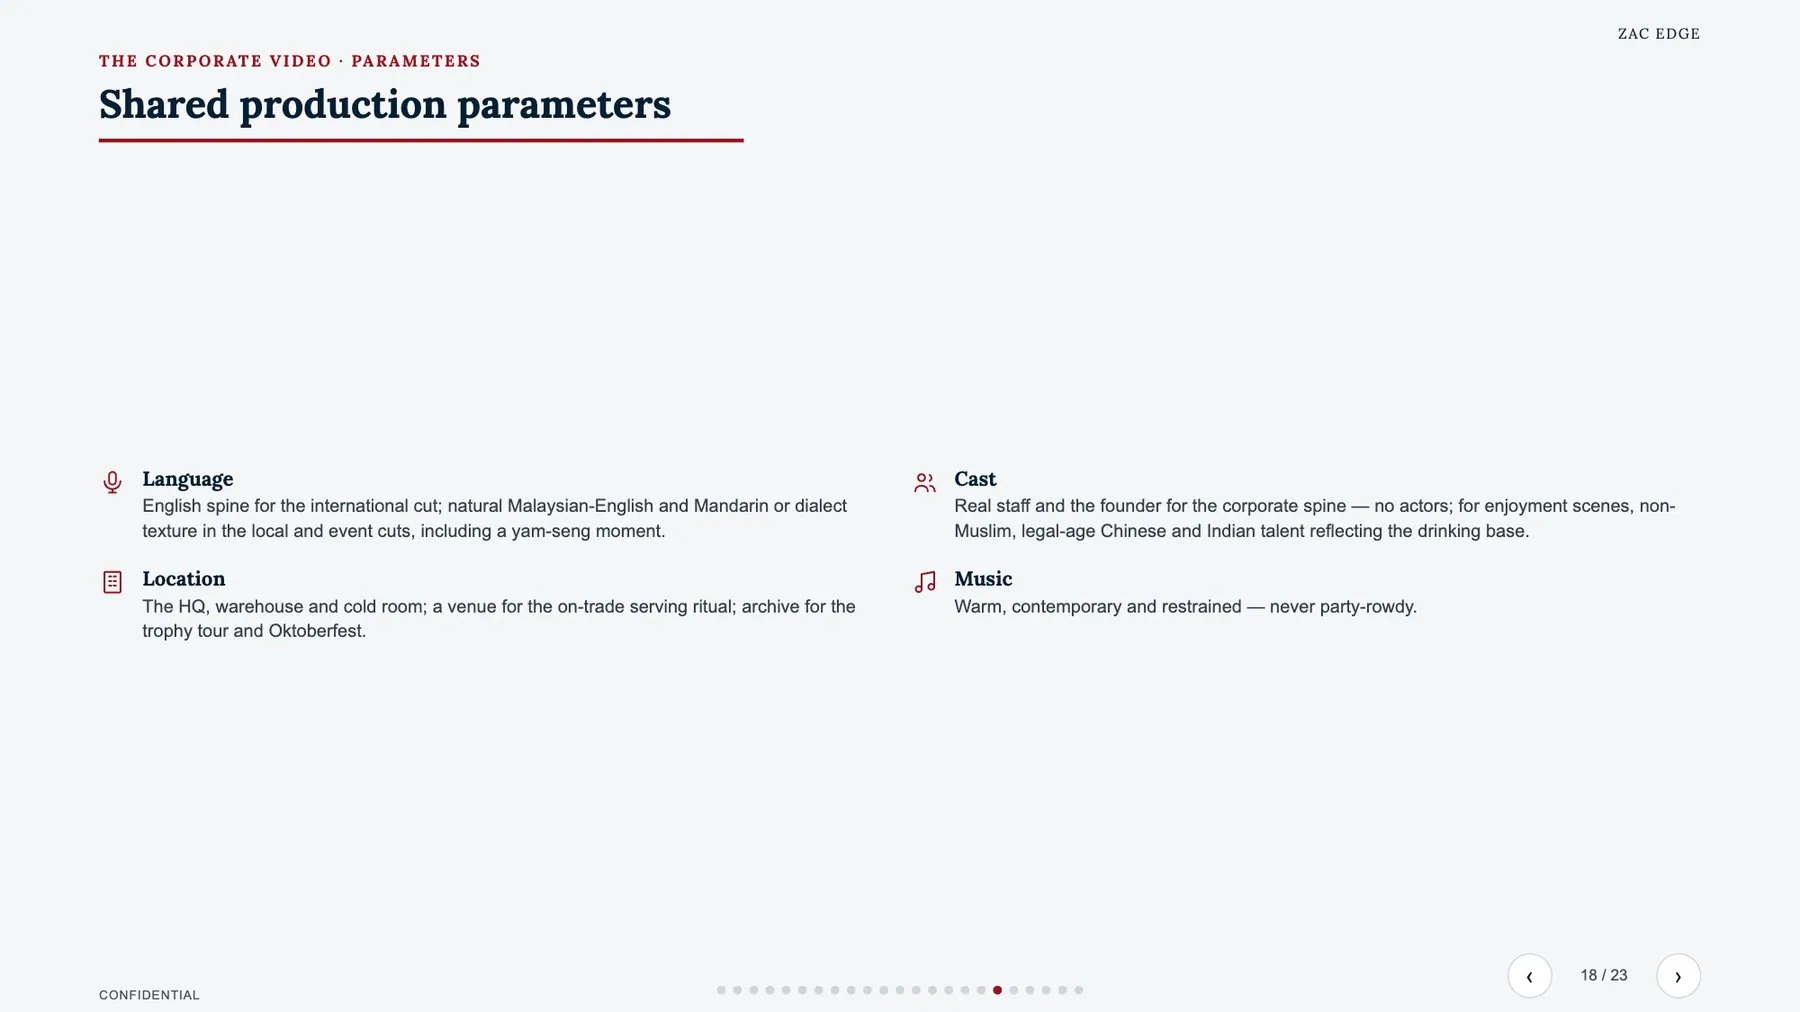 ZAC EDGE
THE CORPORATE VIDEO · PARAMETERS
Shared production parameters
Language
English spine for the international cut; natural Malaysian-English and Mandarin or dialect
texture in the local and event cuts, including a yam-seng moment.
Cast
Real staff and the founder for the corporate spine — no actors; for enjoyment scenes, non-
Muslim, legal-age Chinese and Indian talent reflecting the drinking base.
Location
The HQ, warehouse and cold room; a venue for the on-trade serving ritual; archive for the
trophy tour and Oktoberfest.
Music
Warm, contemporary and restrained — never party-rowdy.
CONFIDENTIAL
‹ 18 / 23 ›